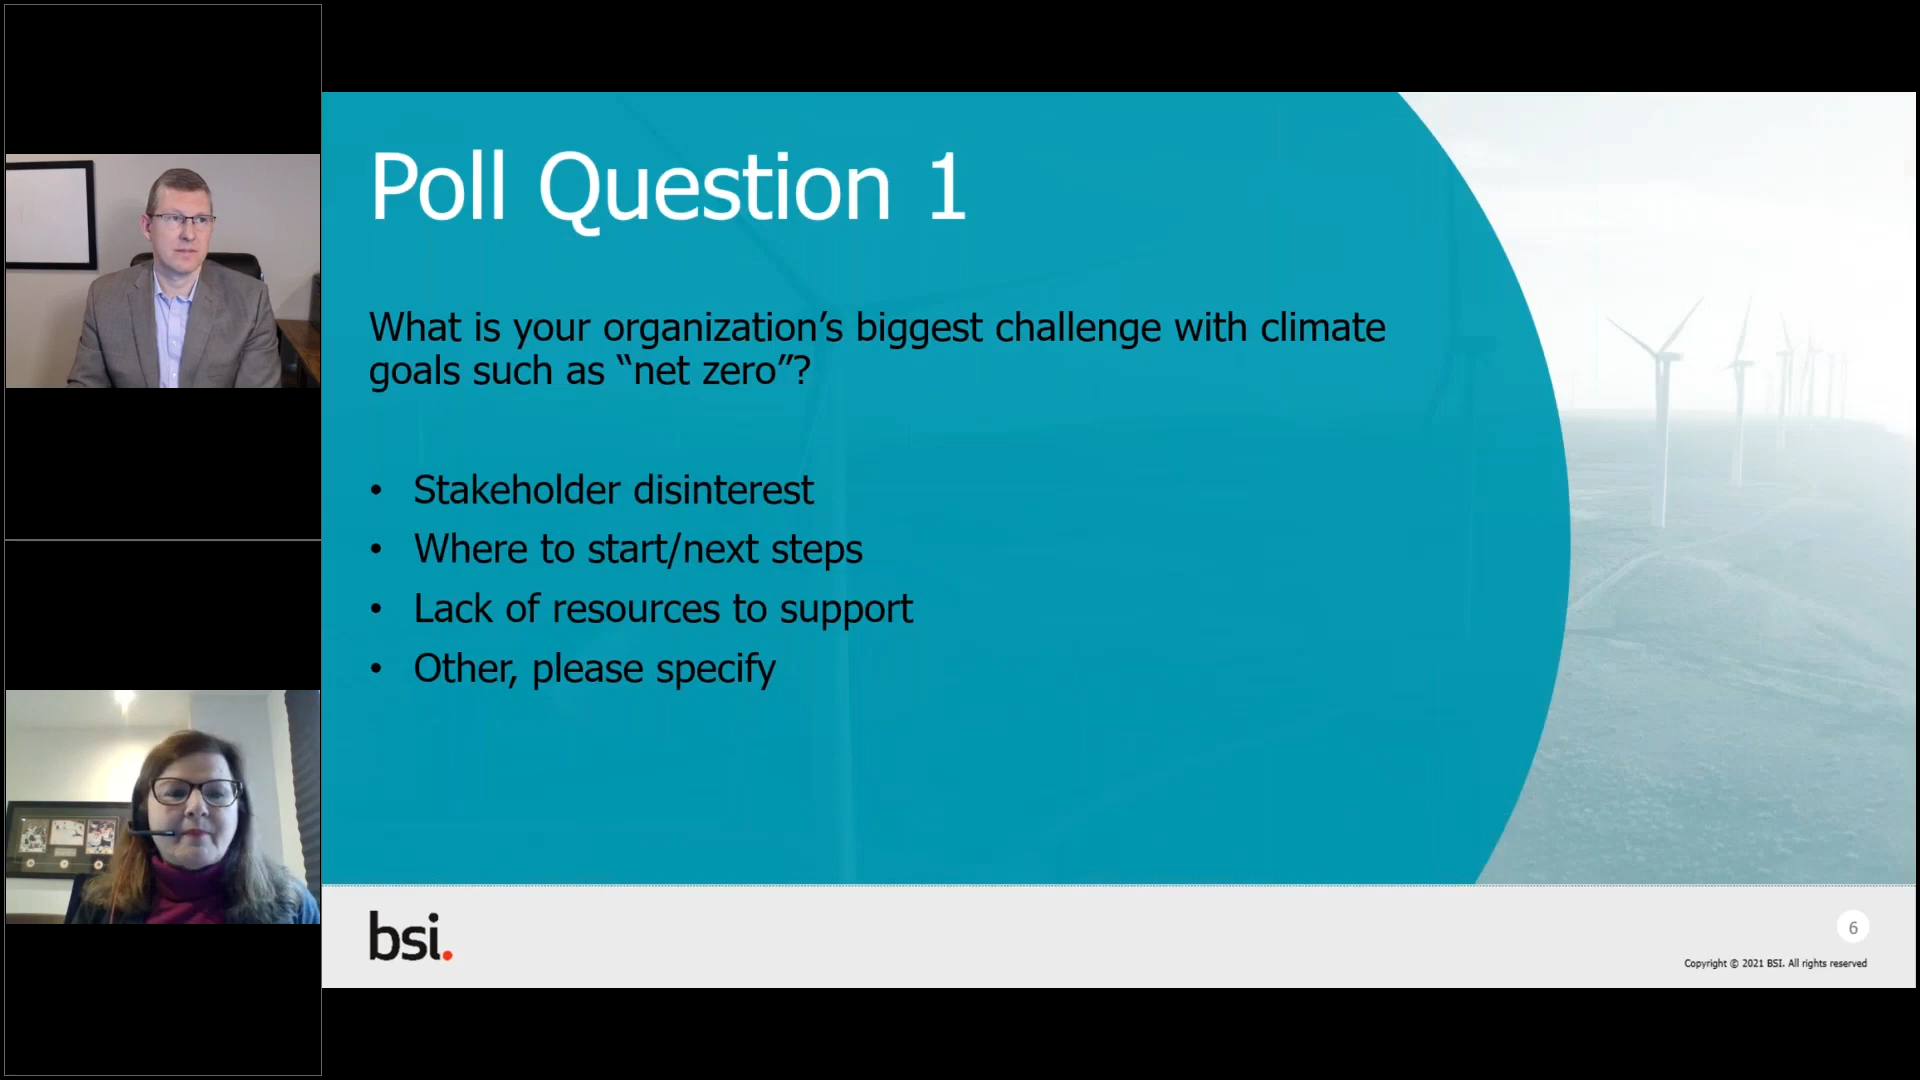 Poll Question 1
What is your organization’s biggest challenge with climate
goals such as “net zero”?
• Stakeholder disinterest
• Where to start/next steps
• Lack of resources to support
• Other, please specify
bsi.
6
Copyright © 2021 BSI. All rights reserved